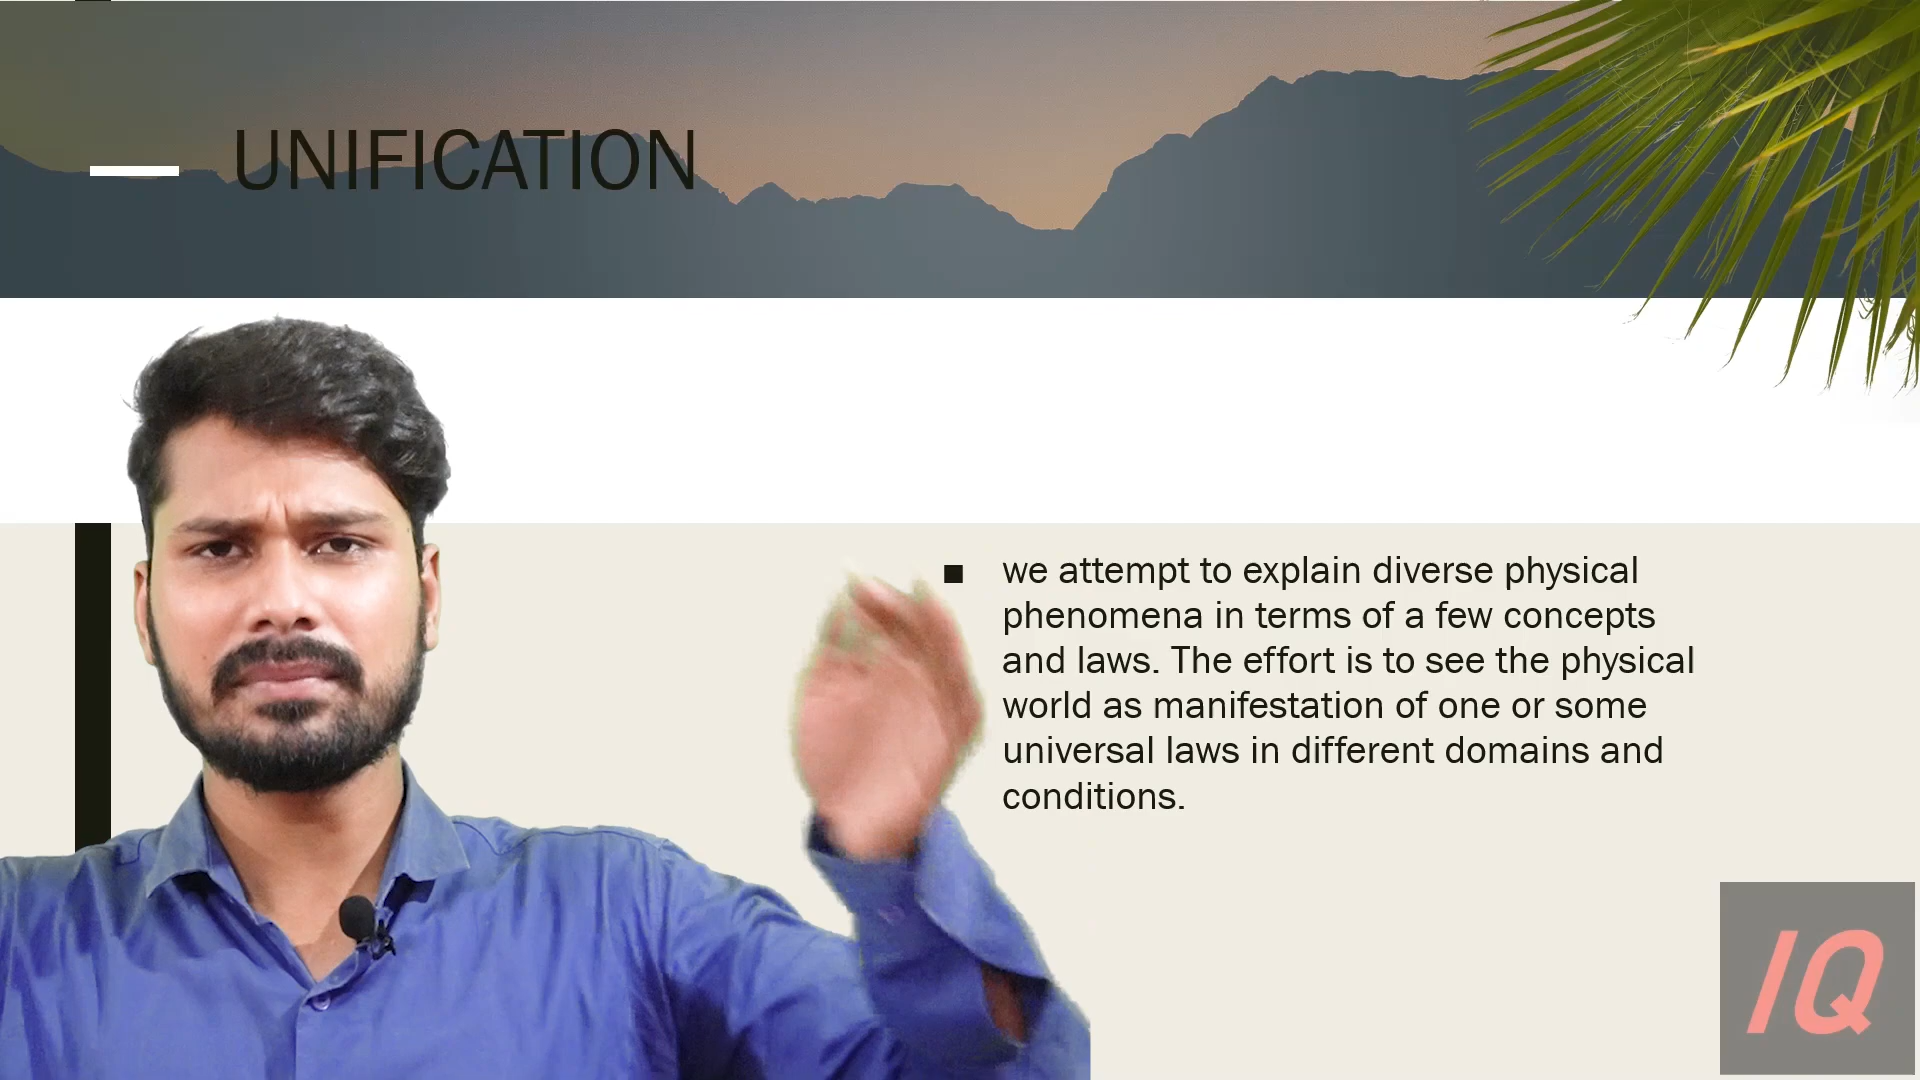 UNIFICATION
■ we attempt to explain diverse physical
phenomena in terms of a few concepts
and laws. The effort is to see the physical
world as manifestation of one or some
universal laws in different domains and
conditions.
IQ